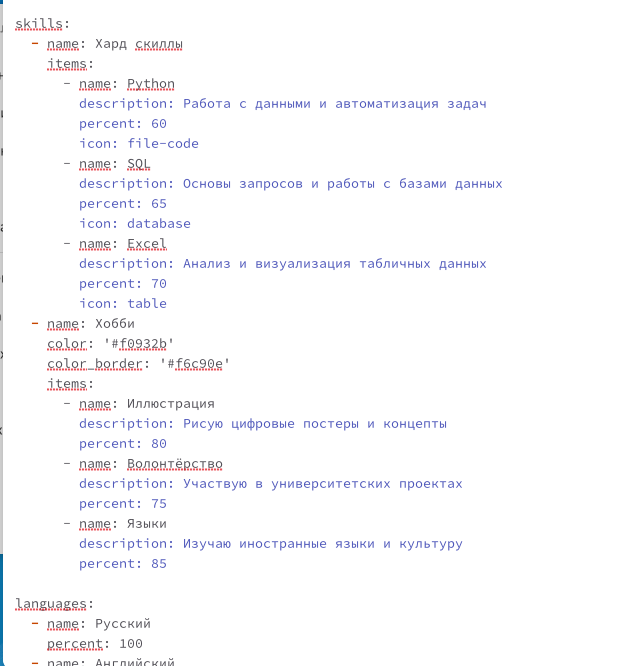 skills:
- name: Хард скиллы
items:
- name: Python
description: Работа с данными и автоматизация задач
percent: 60
icon: file-code
- name: SQL
description: Основы запросов и работы с базами данных
percent: 65
icon: database
- name: Excel
description: Анализ и визуализация табличных данных
percent: 70
icon: table
- name: Хобби
color: '#f0932b'
color_border: '#f6c90e'
items:
- name: Иллюстрация
description: Рисую цифровые постеры и концепты
percent: 80
- name: Волонтёрство
description: Участвую в университетских проектах
percent: 75
- name: Языки
description: Изучаю иностранные языки и культуру
percent: 85
languages:
- name: Русский
percent: 100
- name: Английский